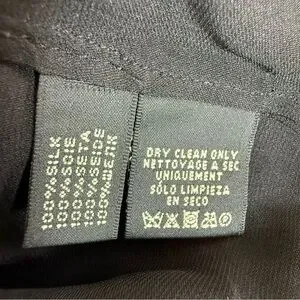 100%SILK
100%SOIE
100%SETA
100%SEIDE
DRY CLEAN ONLY
NETTOYAGE A SEC
UNIQUEMENT
SÓLO LIMPIEZA
EN SECO